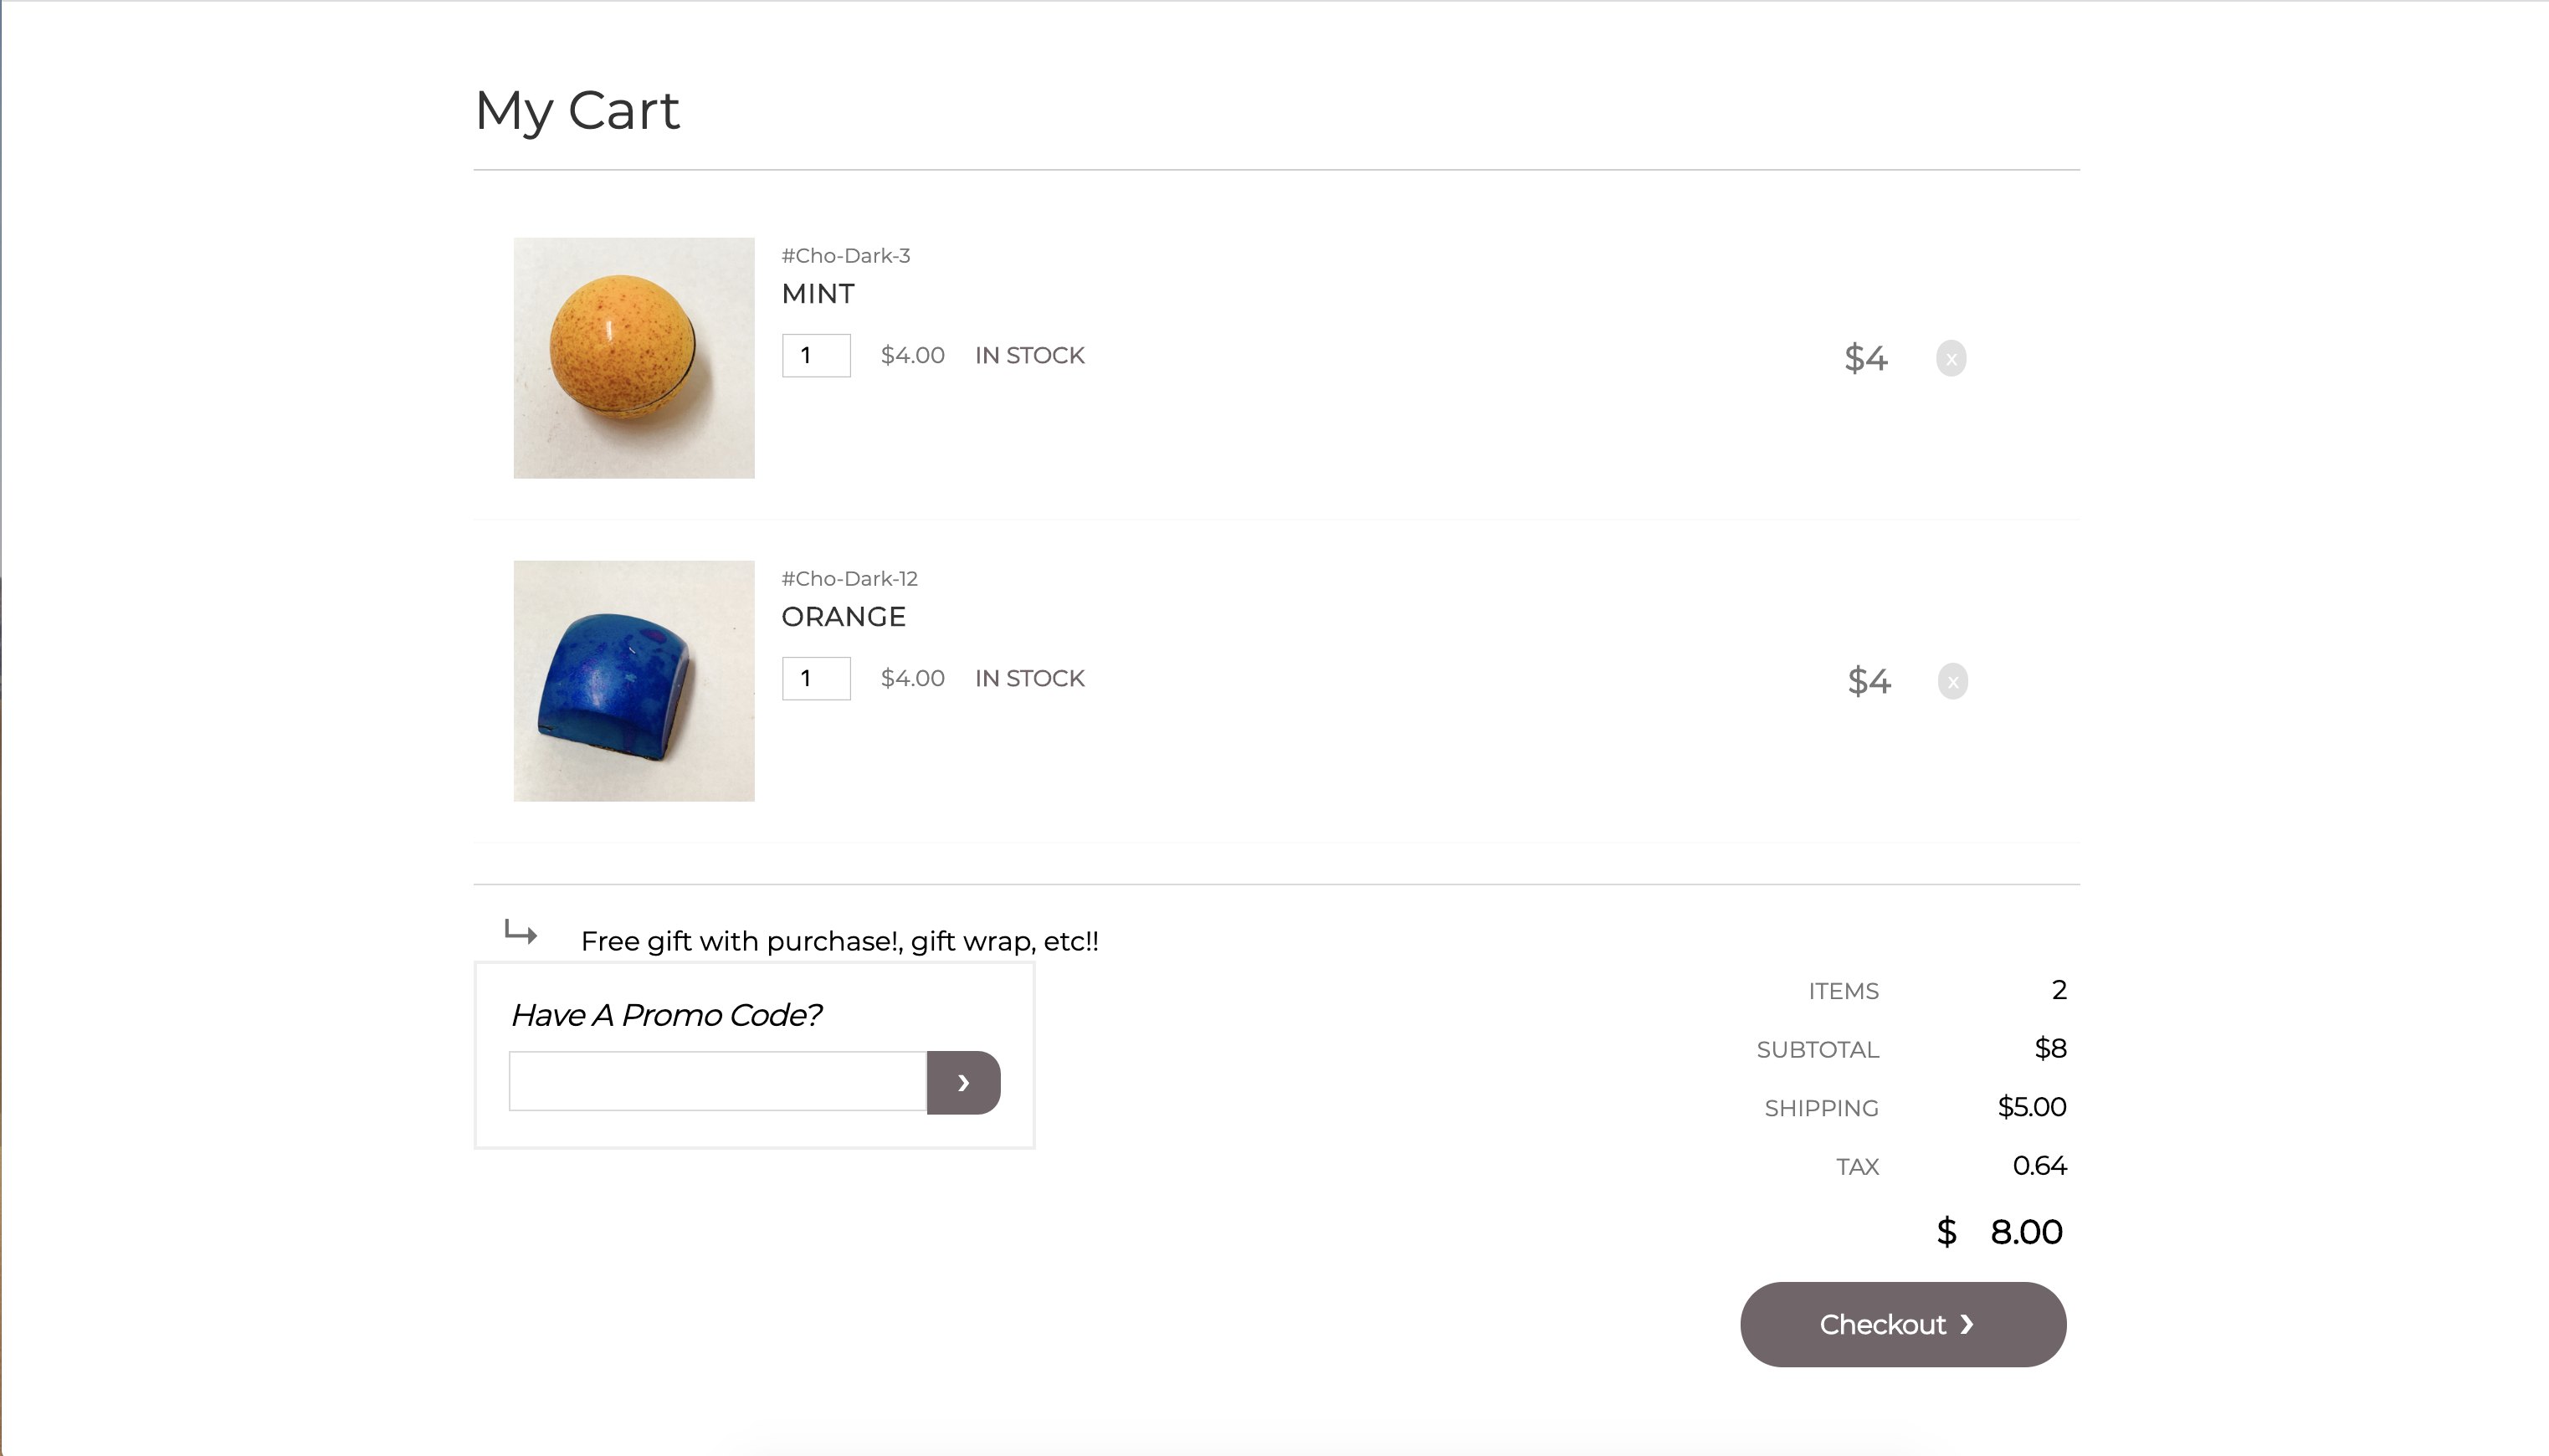 My Cart
#Cho-Dark-3
MINT
1 $4.00 IN STOCK $4 x
#Cho-Dark-12
ORANGE
1 $4.00 IN STOCK $4 x
Free gift with purchase!, gift wrap, etc!!
Have A Promo Code?
ITEMS 2
SUBTOTAL $8
SHIPPING $5.00
TAX 0.64
$ 8.00
Checkout